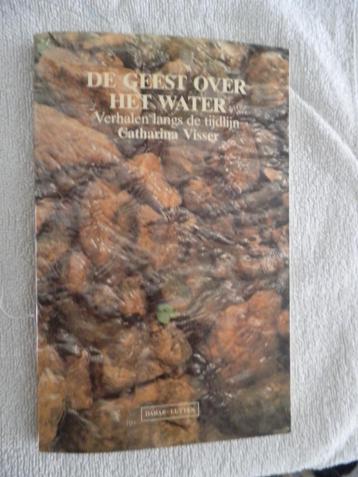 DE GEEST OVER
HET WATER
Verhalen langs de tijdlijn
Catharina Visser
DABAR-LUYTEN